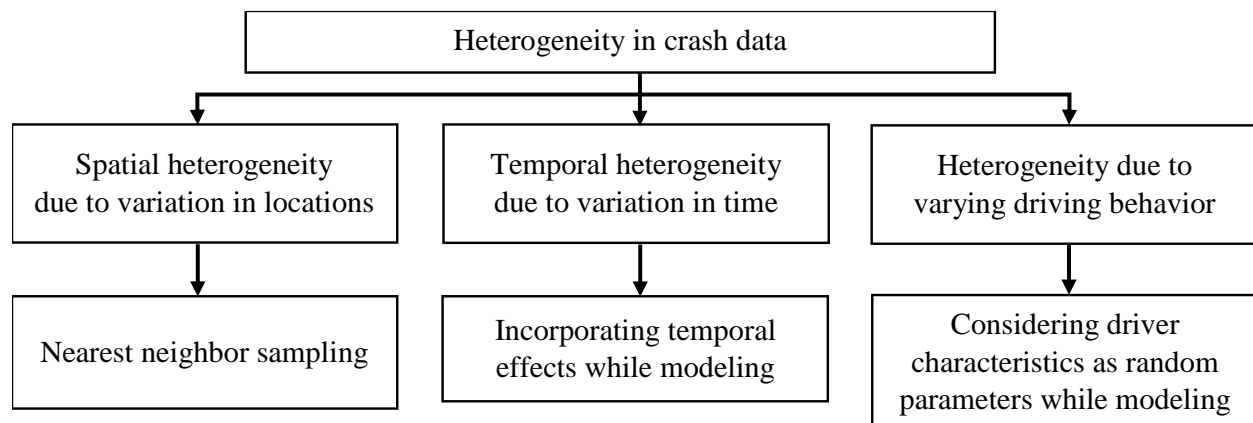 Heterogeneity in crash data
Spatial heterogeneity
due to variation in locations
Temporal heterogeneity
due to variation in time
Heterogeneity due to
varying driving behavior
Nearest neighbor sampling
Incorporating temporal
effects while modeling
Considering driver
characteristics as random
parameters while modeling